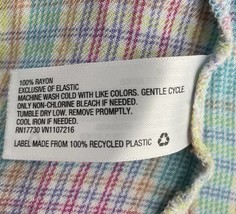 100% RAYON
EXCLUSIVE OF ELASTIC
MACHINE WASH COLD WITH LIKE COLORS. GENTLE CYCLE.
ONLY NON-CHLORINE BLEACH IF NEEDED.
TUMBLE DRY LOW. REMOVE PROMPTLY.
COOL IRON IF NEEDED.
RN17730 VN1107216
LABEL MADE FROM 100% RECYCLED PLASTIC